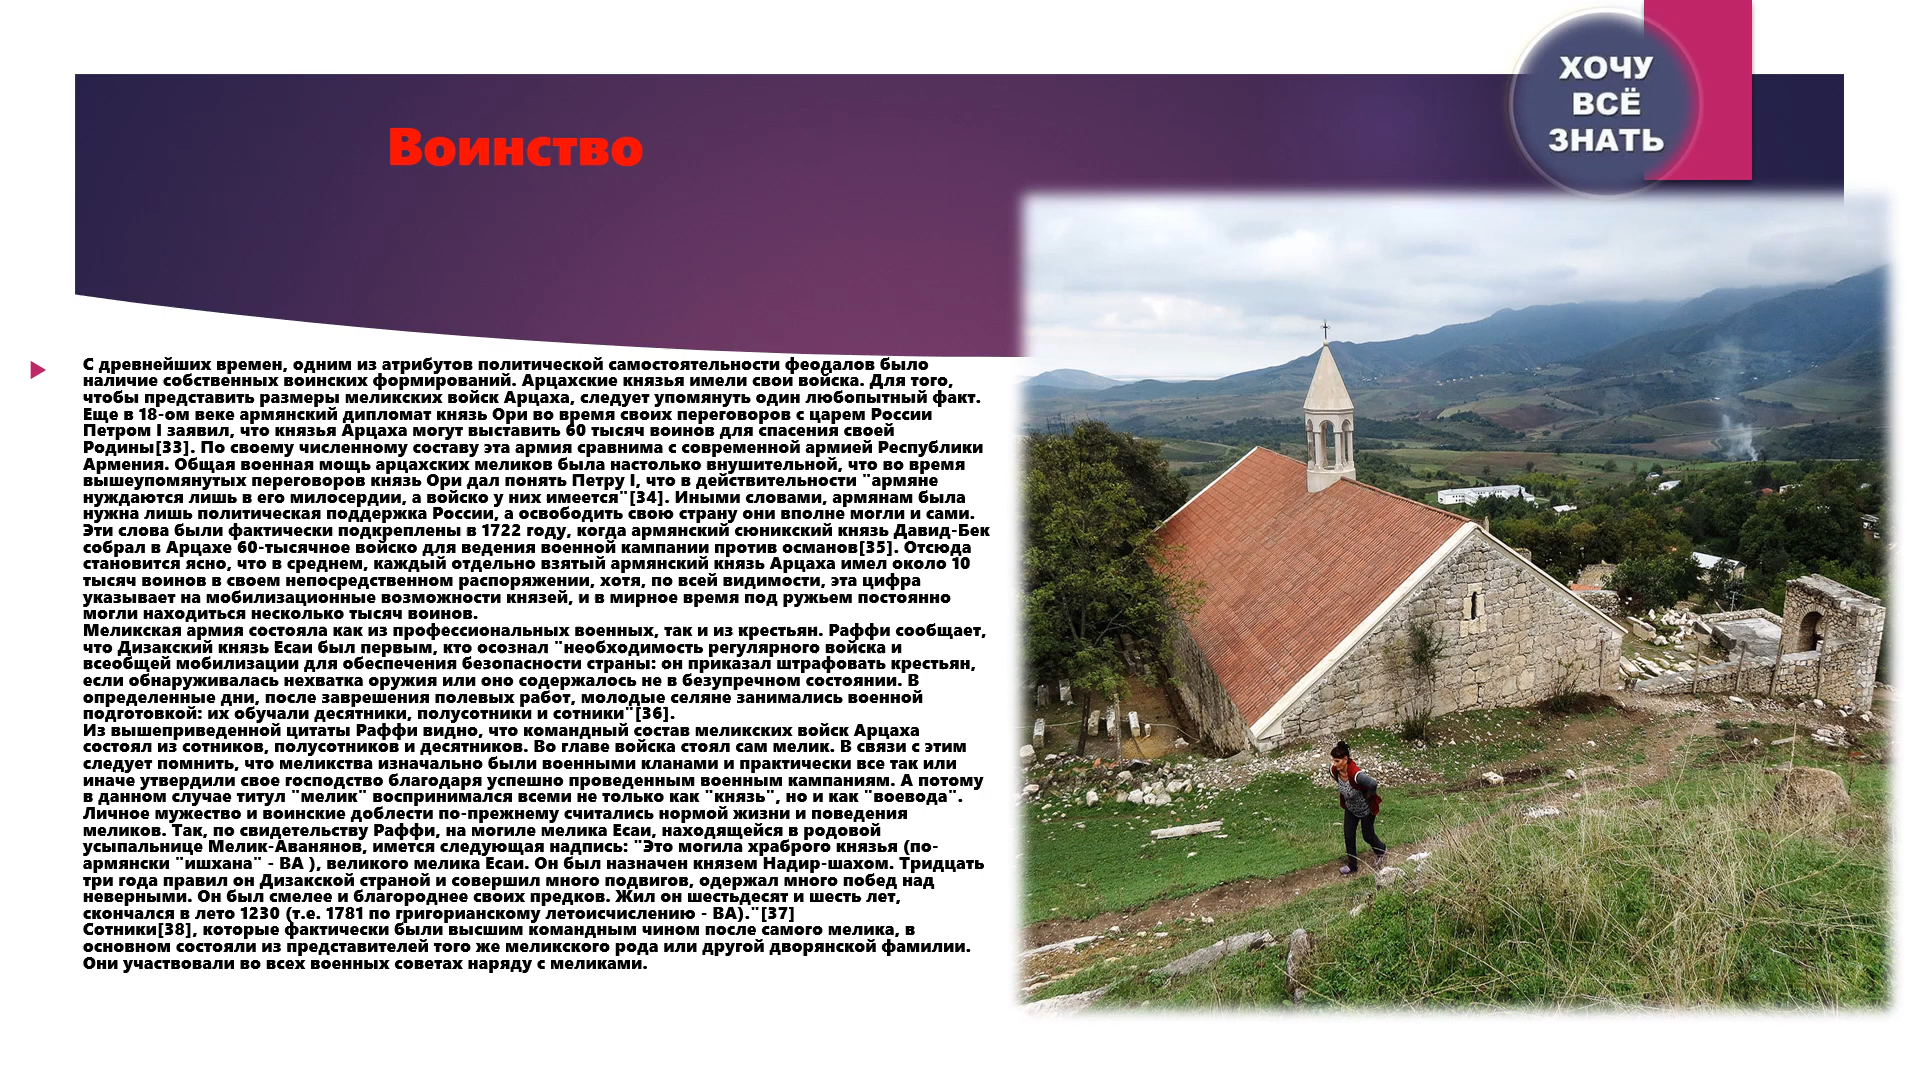 ХОЧУ
ВСЁ
ЗНАТЬ
Воинство
С древнейших времен, одним из атрибутов политической самостоятельности феодалов было
наличие собственных воинских формирований. Арцахские князья имели свои войска. Для того,
чтобы представить размеры меликских войск Арцаха, следует упомянуть один любопытный факт.
Еще в 18-ом веке армянский дипломат князь Ори во время своих переговоров с царем России
Петром I заявил, что князья Арцаха могут выставить 60 тысяч воинов для спасения своей
Родины[33]. По своему численному составу эта армия сравнима с современной армией Республики
Армения. Общая военная мощь арцахских меликов была настолько внушительной, что во время
вышеупомянутых переговоров князь Ори дал понять Петру I, что в действительности "армяне
нуждаются лишь в его милосердии, а войско у них имеется"[34]. Иными словами, армянам была
нужна лишь политическая поддержка России, а освободить свою страну они вполне могли и сами.
Эти слова были фактически подкреплены в 1722 году, когда армянский сюникский князь Давид-Бек
собрал в Арцахе 60-тысячное войско для ведения военной кампании против османов[35]. Отсюда
становится ясно, что в среднем, каждый отдельно взятый армянский князь Арцаха имел около 10
тысяч воинов в своем непосредственном распоряжении, хотя, по всей видимости, эта цифра
указывает на мобилизационные возможности князей, и в мирное время под ружьем постоянно
могли находиться несколько тысяч воинов.
Меликская армия состояла как из профессиональных военных, так и из крестьян. Раффи сообщает,
что Дизакский князь Есаи был первым, кто осознал "необходимость регулярного войска и
всеобщей мобилизации для обеспечения безопасности страны: он приказал штрафовать крестьян,
если обнаруживалась нехватка оружия или оно содержалось не в безупречном состоянии. В
определенные дни, после заврешения полевых работ, молодые селяне занимались военной
подготовкой: их обучали десятники, полусотники и сотники"[36].
Из вышеприведенной цитаты Раффи видно, что командный состав меликских войск Арцаха
состоял из сотников, полусотников и десятников. Во главе войска стоял сам мелик. В связи с этим
следует помнить, что меликства изначально были военными кланами и практически все так или
иначе утвердили свое господство благодаря успешно проведенным военным кампаниям. А потому
в данном случае титул "мелик" воспринимался всеми не только как "князь", но и как "воевода".
Личное мужество и воинские доблести по-прежнему считались нормой жизни и поведения
меликов. Так, по свидетельству Раффи, на могиле мелика Есаи, находящейся в родовой
усыпальнице Мелик-Аванянов, имется следующая надпись: "Это могила храброго князья (по-
армянски "ишхана" - ВА ), великого мелика Есаи. Он был назначен князем Надир-шахом. Тридцать
три года правил он Дизакской страной и совершил много подвигов, одержал много побед над
неверными. Он был смелее и благороднее своих предков. Жил он шестьдесят и шесть лет,
скончался в лето 1230 (т.е. 1781 по григорианскому летоисчислению - ВА)."[37]
Сотники[38], которые фактически были высшим командным чином после самого мелика, в
основном состояли из представителей того же меликского рода или другой дворянской фамилии.
Они участвовали во всех военных советах наряду с меликами.